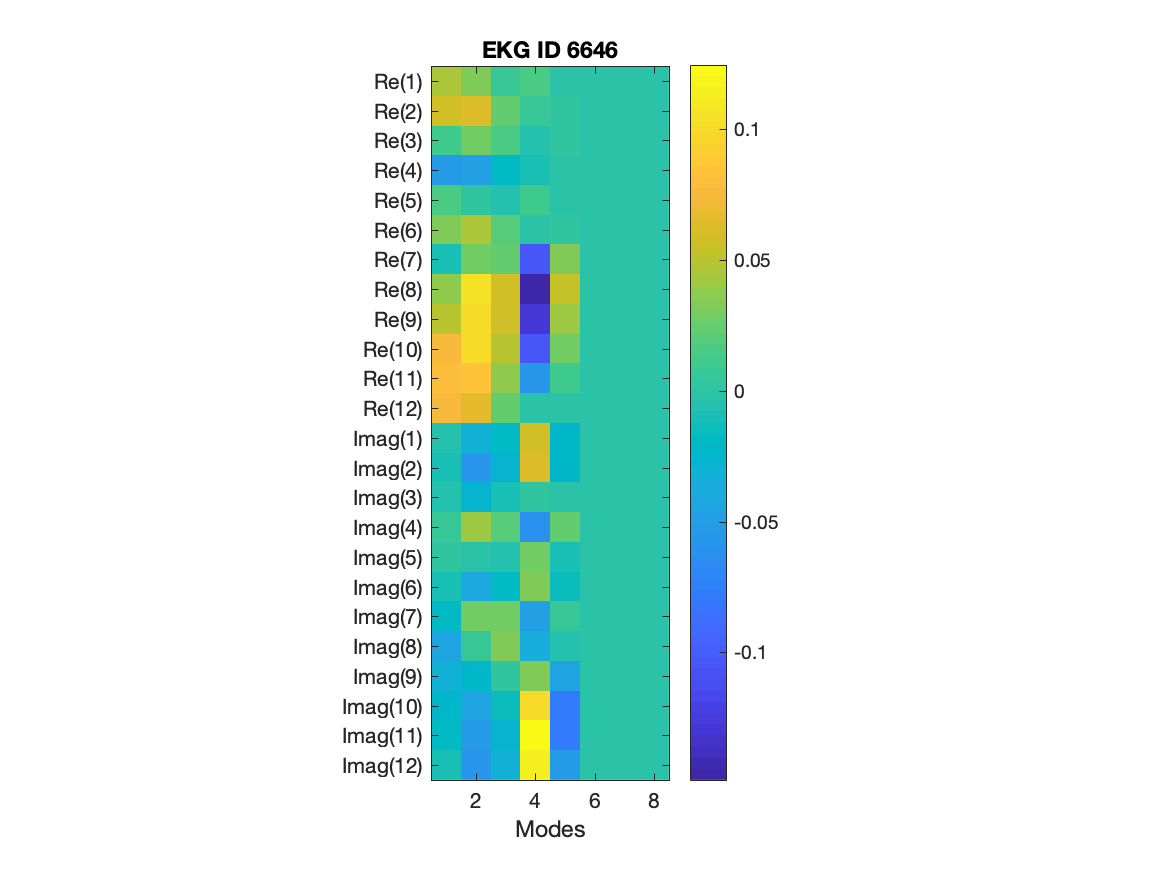 EKG ID 6646
Re(1)
Re(2)
Re(3)
Re(4)
Re(5)
Re(6)
Re(7)
Re(8)
Re(9)
Re(10)
Re(11)
Re(12)
Imag(1)
Imag(2)
Imag(3)
Imag(4)
Imag(5)
Imag(6)
Imag(7)
Imag(8)
Imag(9)
Imag(10)
Imag(11)
Imag(12)
2 4 6 8
Modes
0.1
0.05
0
-0.05
-0.1